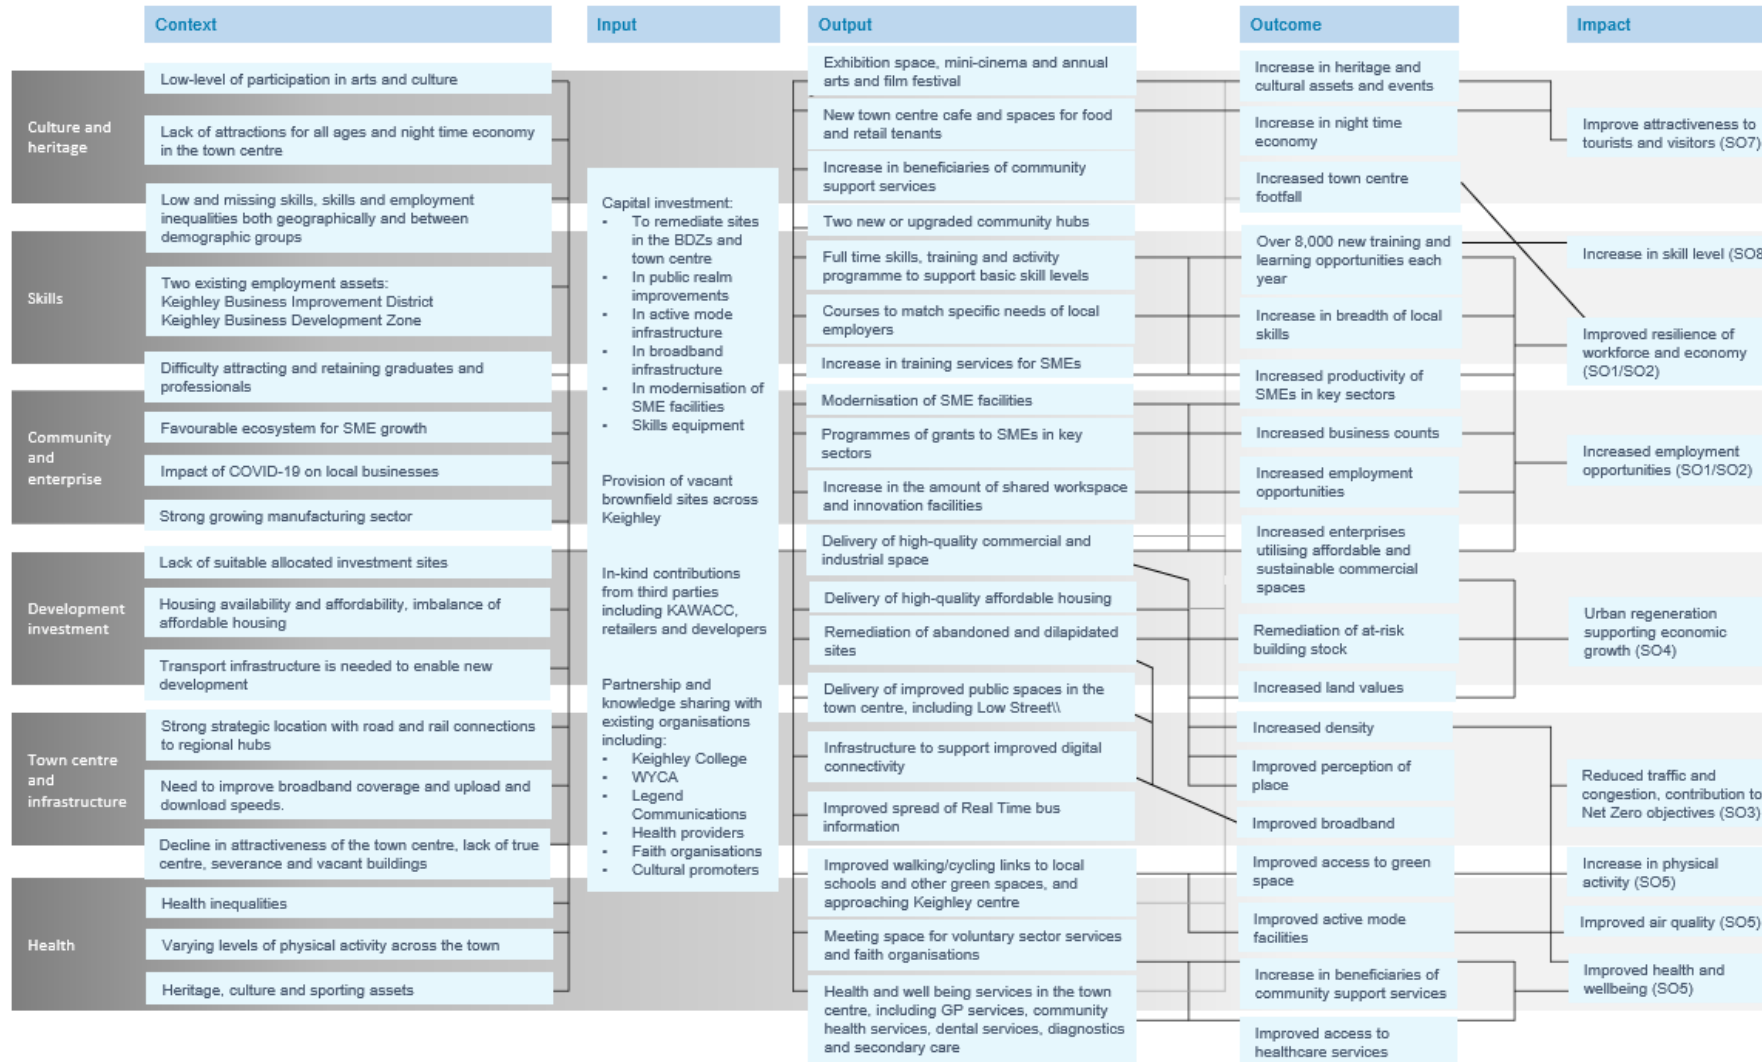 Context
Input
Output
Outcome
Impact
Culture and
heritage
Skills
Community
and
enterprise
Development
investment
Town centre
and
infrastructure
Health
Low-level of participation in arts and culture
Lack of attractions for all ages and night time economy
in the town centre
Low and missing skills, skills and employment
inequalities both geographically and between
demographic groups
Two existing employment assets:
Keighley Business Improvement District
Keighley Business Development Zone
Difficulty attracting and retaining graduates and
professionals
Favourable ecosystem for SME growth
Impact of COVID-19 on local businesses
Strong growing manufacturing sector
Lack of suitable allocated investment sites
Housing availability and affordability, imbalance of
affordable housing
Transport infrastructure is needed to enable new
development
Strong strategic location with road and rail connections
to regional hubs
Need to improve broadband coverage and upload and
download speeds.
Decline in attractiveness of the town centre, lack of true
centre, severance and vacant buildings
Health inequalities
Varying levels of physical activity across the town
Heritage, culture and sporting assets
Capital investment:
- To remediate sites
in the BDZs and
town centre
- In public realm
improvements
- In active mode
infrastructure
- In broadband
infrastructure
- In modernisation of
SME facilities
- Skills equipment
Provision of vacant
brownfield sites across
Keighley
In-kind contributions
from third parties
including KAWACC,
retailers and developers
Partnership and
knowledge sharing with
existing organisations
including:
- Keighley College
- WYCA
- Legend
Communications
- Health providers
- Faith organisations
- Cultural promoters
Exhibition space, mini-cinema and annual
arts and film festival
New town centre cafe and spaces for food
and retail tenants
Increase in beneficiaries of community
support services
Two new or upgraded community hubs
Full time skills, training and activity
programme to support basic skill levels
Courses to match specific needs of local
employers
Increase in training services for SMEs
Modernisation of SME facilities
Programmes of grants to SMEs in key
sectors
Increase in the amount of shared workspace
and innovation facilities
Delivery of high-quality commercial and
industrial space
Delivery of high-quality affordable housing
Remediation of abandoned and dilapidated
sites
Delivery of improved public spaces in the
town centre, including Low Street\\
Infrastructure to support improved digital
connectivity
Improved spread of Real Time bus
information
Improved walking/cycling links to local
schools and other green spaces, and
approaching Keighley centre
Meeting space for voluntary sector services
and faith organisations
Health and well being services in the town
centre, including GP services, community
health services, dental services, diagnostics
and secondary care
Increase in heritage and
cultural assets and events
Increase in night time
economy
Increased town centre
footfall
Over 8,000 new training and
learning opportunities each
year
Increase in breadth of local
skills
Increased productivity of
SMEs in key sectors
Increased business counts
Increased employment
opportunities
Increased enterprises
utilising affordable and
sustainable commercial
spaces
Remediation of at-risk
building stock
Increased land values
Increased density
Improved perception of
place
Improved broadband
Improved access to green
space
Improved active mode
facilities
Increase in beneficiaries of
community support services
Improved access to
healthcare services
Improve attractiveness to
tourists and visitors (SO7)
Increase in skill level (SO8
Improved resilience of
workforce and economy
(SO1/SO2)
Increased employment
opportunities (SO1/SO2)
Urban regeneration
supporting economic
growth (SO4)
Reduced traffic and
congestion, contribution to
Net Zero objectives (SO3)
Increase in physical
activity (SO5)
Improved air quality (SO5)
Improved health and
wellbeing (SO5)